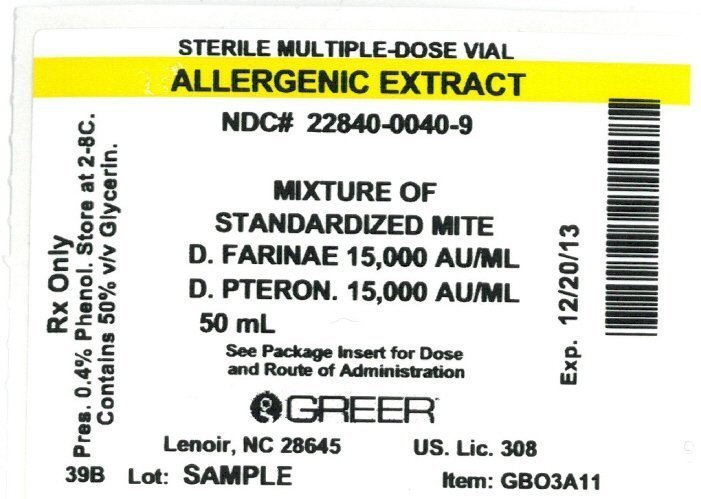 STERILE MULTIPLE-DOSE VIAL
ALLERGENIC EXTRACT
NDC# 22840-0040-9
MIXTURE OF
STANDARDIZED MITE
D. FARINAE 15,000 AU/ML
D. PTERON. 15,000 AU/ML
50 mL
See Package Insert for Dose
and Route of Administration
GREER
Lenoir, NC 28645 US. Lic. 308
39B Lot: SAMPLE Item: GBO3A11
Rx Only
Pres. 0.4% Phenol. Store at 2-8C.
Contains 50% v/v Glycerin.
Exp. 12/20/13